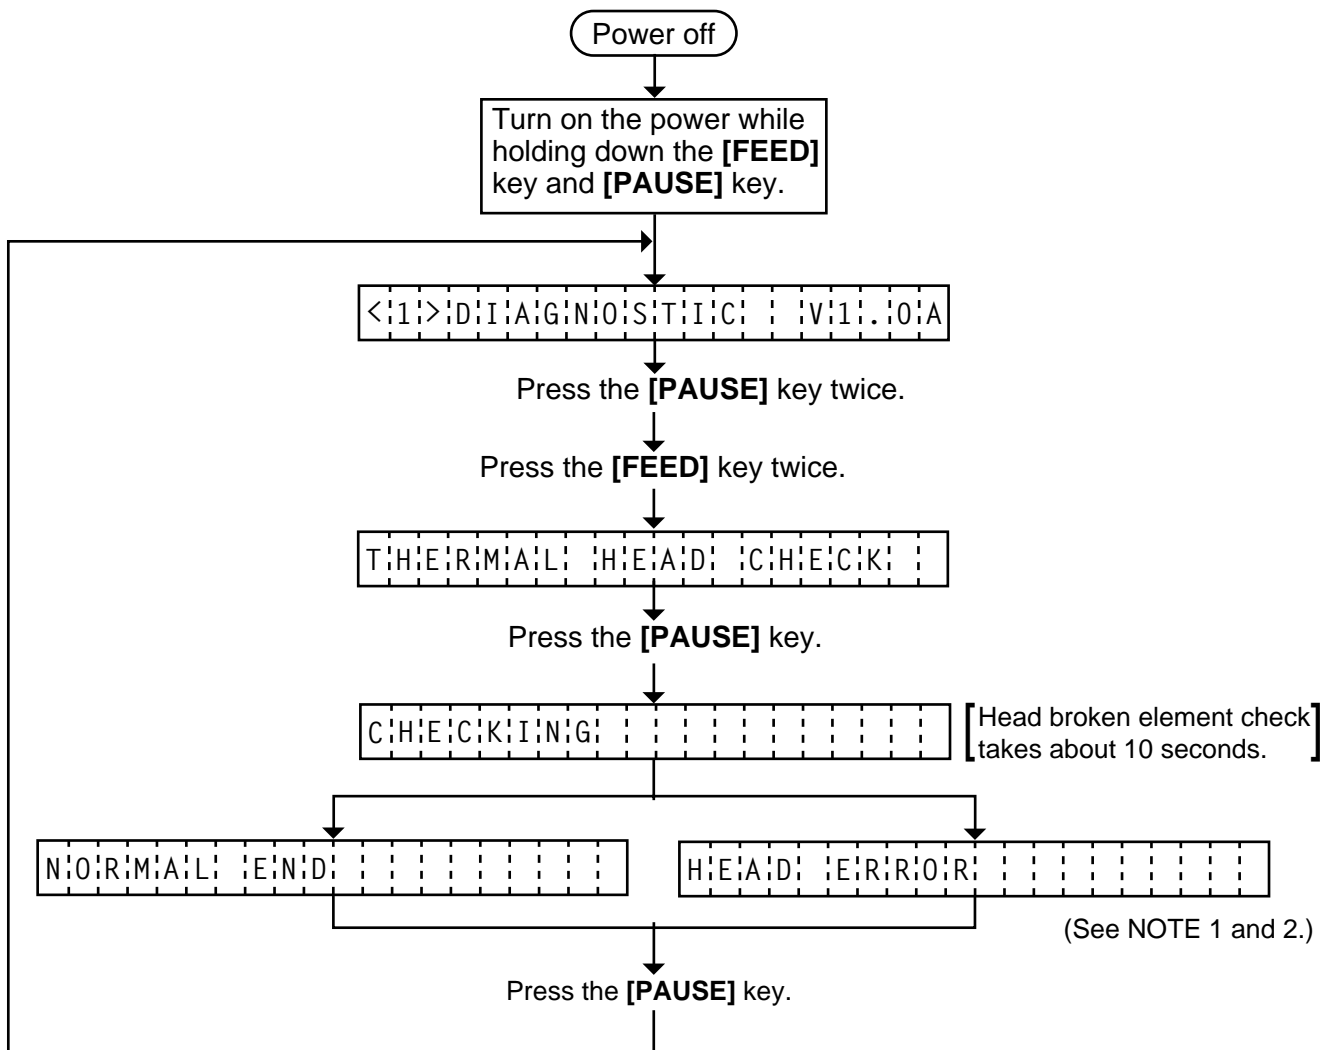 Power off
Turn on the power while
holding down the [FEED]
key and [PAUSE] key.
<1>DIAGNOSTIC  V1.0A
Press the [PAUSE] key twice.
Press the [FEED] key twice.
THERMAL HEAD CHECK
Press the [PAUSE] key.
CHECKING
[Head broken element check
takes about 10 seconds.]
NORMAL END
HEAD ERROR
(See NOTE 1 and 2.)
Press the [PAUSE] key.